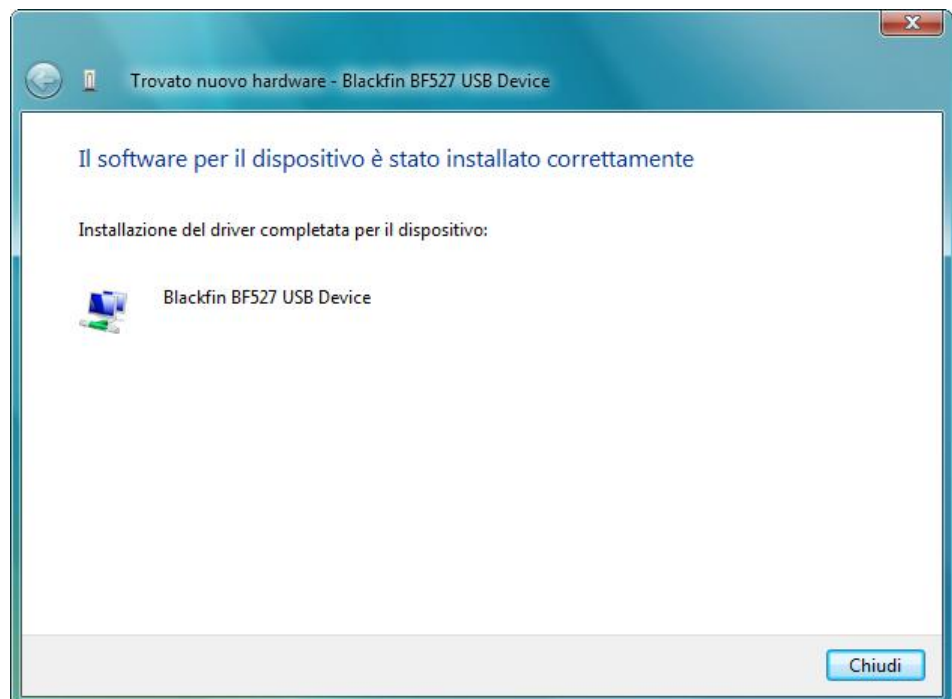 Trovato nuovo hardware - Blackfin BF527 USB Device
Il software per il dispositivo è stato installato correttamente
Installazione del driver completata per il dispositivo:
Blackfin BF527 USB Device
Chiudi